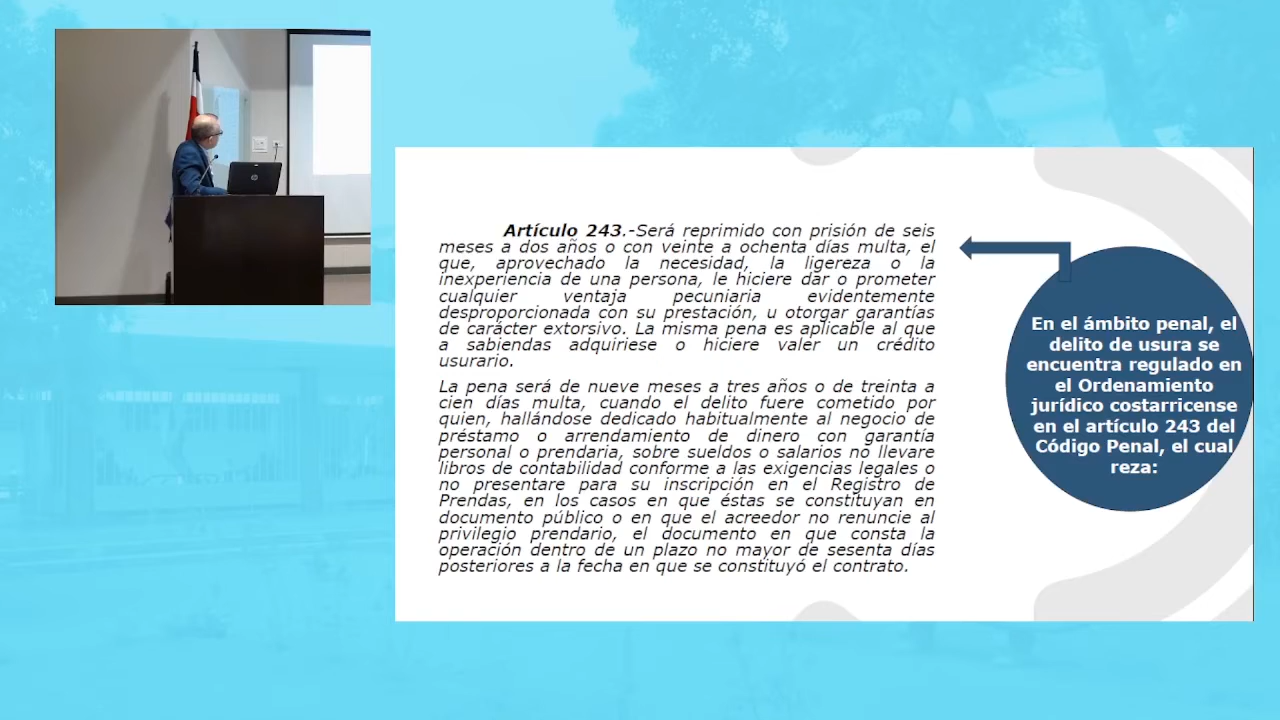 Artículo 243.-Será reprimido con prisión de seis
meses a dos años o con veinte a ochenta días multa, el
que, aprovechado la necesidad, la ligereza o la
inexperiencia de una persona, le hiciere dar o prometer
cualquier ventaja pecuniaria evidentemente
desproporcionada con su prestación, u otorgar garantías
de carácter extorsivo. La misma pena es aplicable al que
a sabiendas adquiriese o hiciere valer un crédito
usurario.
La pena será de nueve meses a tres años o de treinta a
cien días multa, cuando el delito fuere cometido por
quien, hallándose dedicado habitualmente al negocio de
préstamo o arrendamiento de dinero con garantía
personal o prendaria, sobre sueldos o salarios no llevare
libros de contabilidad conforme a las exigencias legales o
no presentare para su inscripción en el Registro de
Prendas, en los casos en que éstas se constituyan en
documento público o en que el acreedor no renuncie al
privilegio prendario, el documento en que consta la
operación dentro de un plazo no mayor de sesenta días
posteriores a la fecha en que se constituyó el contrato.
En el ámbito penal, el
delito de usura se
encuentra regulado en
el Ordenamiento
jurídico costarricense
en el artículo 243 del
Código Penal, el cual
reza: